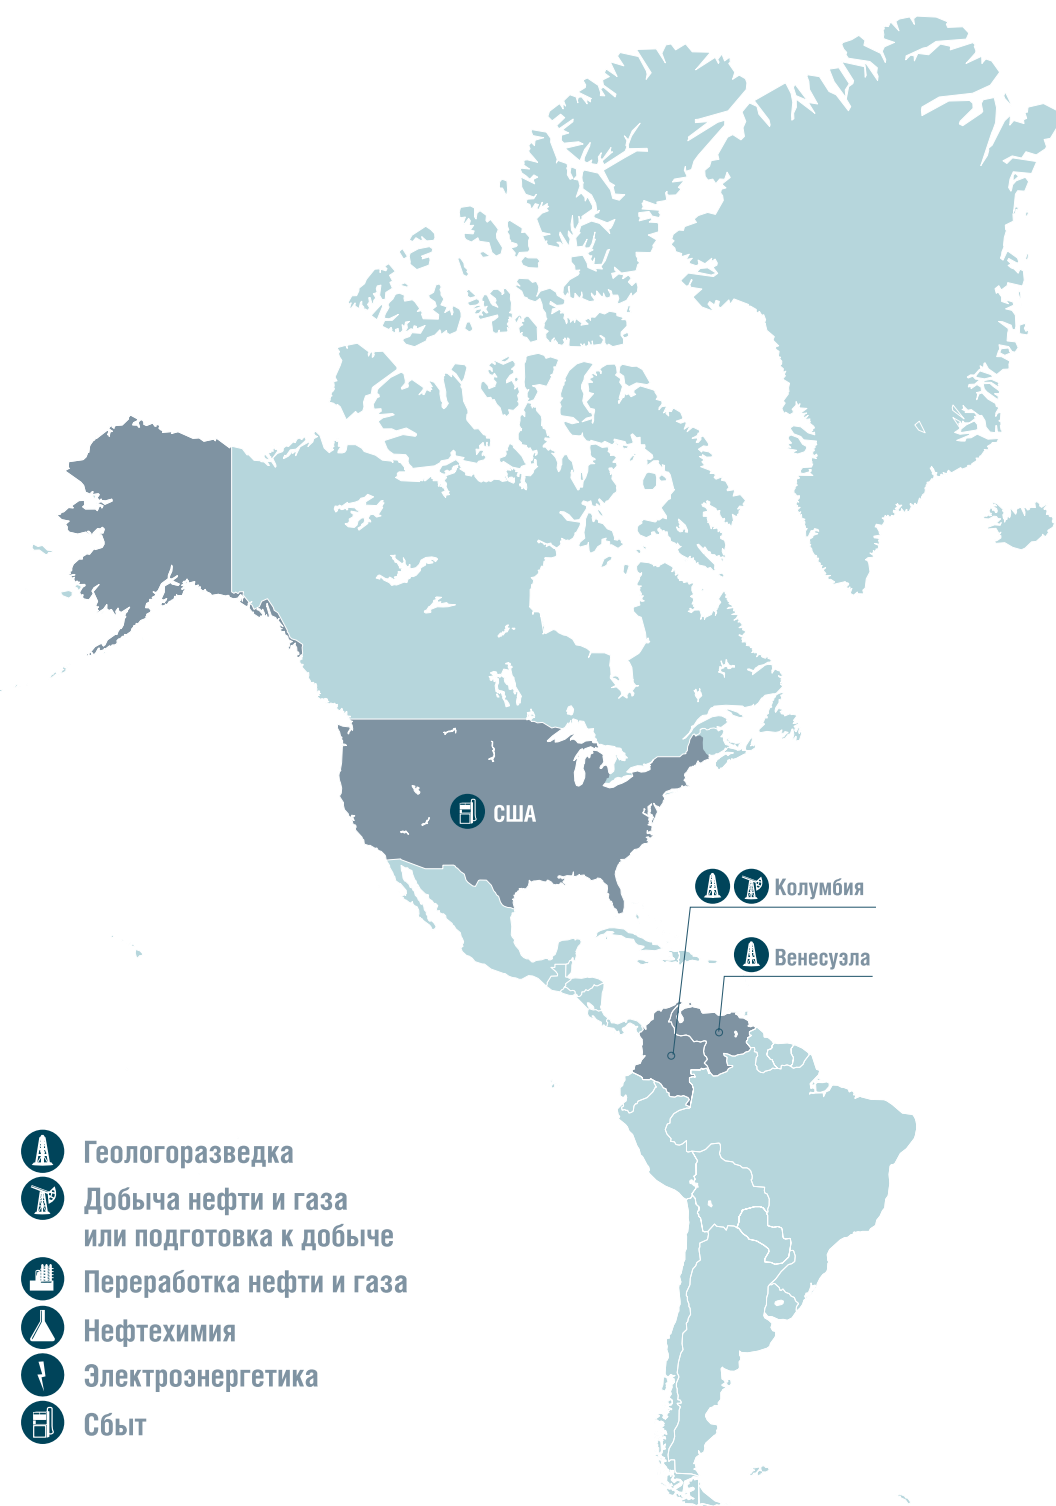 США
Колумбия
Венесуэла
Геологоразведка
Добыча нефти и газа
или подготовка к добыче
Переработка нефти и газа
Нефтехимия
Электроэнергетика
Сбыт